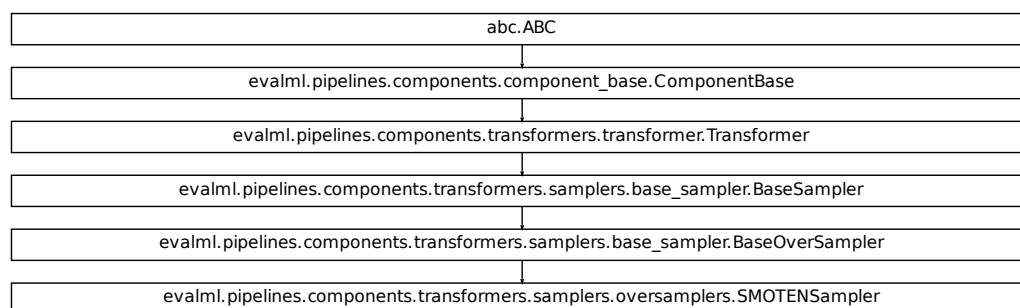 abc.ABC
evalml.pipelines.components.component_base.ComponentBase
evalml.pipelines.components.transformers.transformer.Transformer
evalml.pipelines.components.transformers.samplers.base_sampler.BaseSampler
evalml.pipelines.components.transformers.samplers.base_sampler.BaseOverSampler
evalml.pipelines.components.transformers.samplers.oversamplers.SMOTENSampler